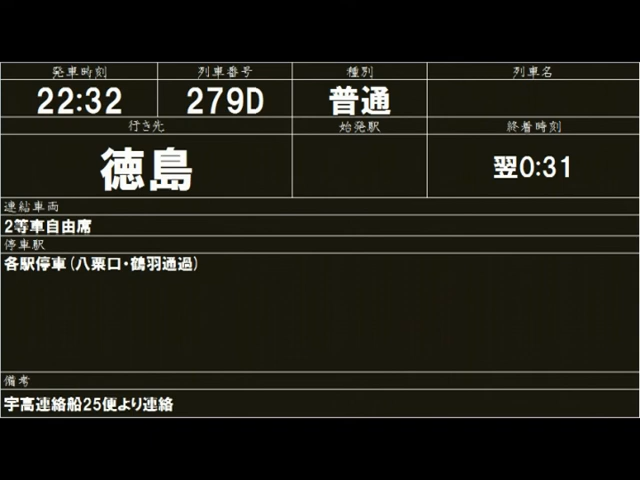 発車時刻 列車番号 種別 列車名
22:32 279D 普通
行き先 始発駅 終着時刻
徳島 翌0:31
連結車両
2等車自由席
停車駅
各駅停車(八栗口・鶴羽通過)
備考
宇高連絡船25便より連絡